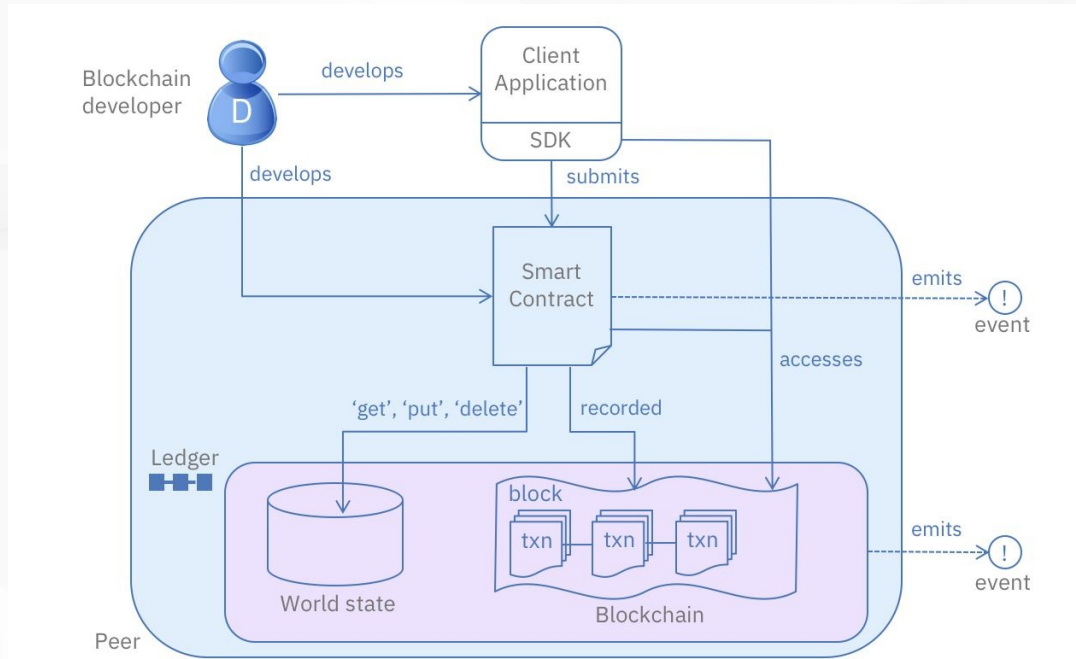 Blockchain
developer
D
develops
Client
Application
SDK
develops
submits
Smart
Contract
emits
!
event
accesses
‘get’, ‘put’, ‘delete’
recorded
Ledger
block
txn
txn
txn
World state
Blockchain
emits
!
event
Peer